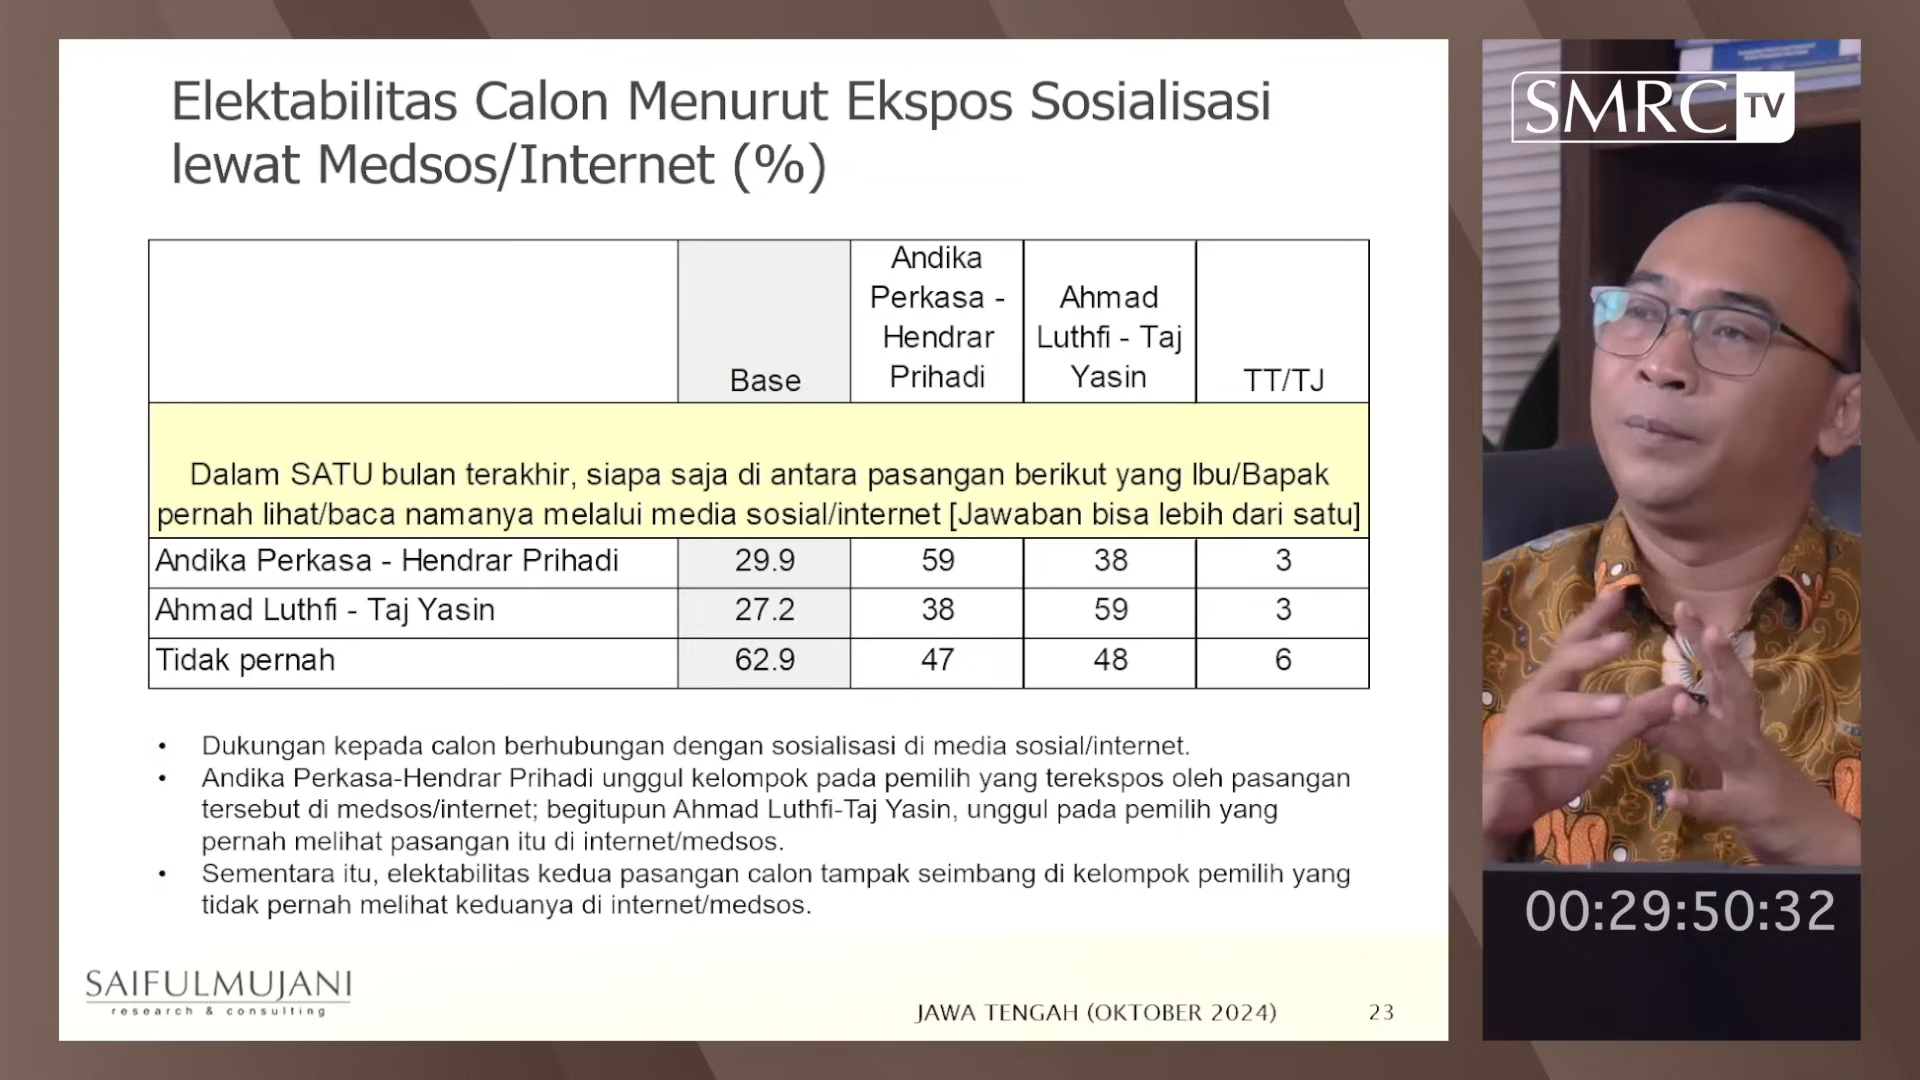 Elektabilitas Calon Menurut Ekspos Sosialisasi
lewat Medsos/Internet (%)
Base
Andika
Perkasa -
Hendrar
Prihadi
Ahmad
Luthfi - Taj
Yasin
TT/TJ
Dalam SATU bulan terakhir, siapa saja di antara pasangan berikut yang Ibu/Bapak
pernah lihat/baca namanya melalui media sosial/internet [Jawaban bisa lebih dari satu]
Andika Perkasa - Hendrar Prihadi 29.9 59 38 3
Ahmad Luthfi - Taj Yasin 27.2 38 59 3
Tidak pernah 62.9 47 48 6
• Dukungan kepada calon berhubungan dengan sosialisasi di media sosial/internet.
• Andika Perkasa-Hendrar Prihadi unggul kelompok pada pemilih yang terekspos oleh pasangan
tersebut di medsos/internet; begitupun Ahmad Luthfi-Taj Yasin, unggul pada pemilih yang
pernah melihat pasangan itu di internet/medsos.
• Sementara itu, elektabilitas kedua pasangan calon tampak seimbang di kelompok pemilih yang
tidak pernah melihat keduanya di internet/medsos.
SAIFULMUJANI
research & consulting
JAWA TENGAH (OKTOBER 2024) 23
SMRC TV
00:29:50:32